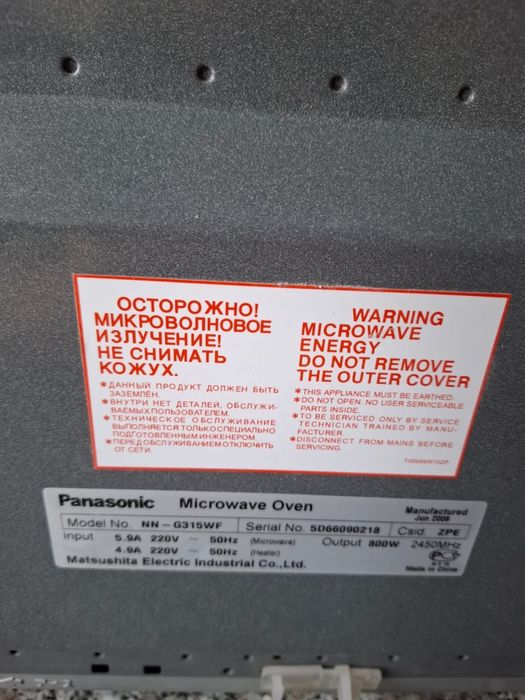 ОСТОРОЖНО!
МИКРОВОЛНОВОЕ
ИЗЛУЧЕНИЕ!
НЕ СНИМАТЬ
КОЖУХ.
*ДАННЫЙ ПРОДУКТ ДОЛЖЕН БЫТЬ
ЗАЗЕМЛЁН.
*ВНУТРИ НЕТ ДЕТАЛЕЙ, ОБСЛУЖИ-
ВАЕМЫХ ПОЛЬЗОВАТЕЛЕМ.
*ТЕХНИЧЕСКОЕ ОБСЛУЖИВАНИЕ
ВЫПОЛНЯЕТСЯ ТОЛЬКО СПЕЦИАЛЬНО
ПОДГОТОВЛЕННЫМ ИНЖЕНЕРОМ.
*ПЕРЕД ОБСЛУЖИВАНИЕМ ОТКЛЮЧИТЬ
ОТ СЕТИ.
WARNING
MICROWAVE
ENERGY
DO NOT REMOVE
THE OUTER COVER
*THIS APPLIANCE MUST BE EARTHED.
*DO NOT OPEN. NO USER SERVICEABLE
PARTS INSIDE.
*TO BE SERVICED ONLY BY SERVICE
TECHNICIAN TRAINED BY MANU-
FACTURER.
*DISCONNECT FROM MAINS BEFORE
SERVICING.
Panasonic Microwave Oven Manufactured
Jun 2006
Model No. NN-G315WF Serial No. 5D66090218 Csid. ZPE
Input 5.9A 220V ~ 50Hz (Microwave) Output 800W 2450MHz
4.9A 220V ~ 50Hz (Heater)
Matsushita Electric Industrial Co.,Ltd. Made in China